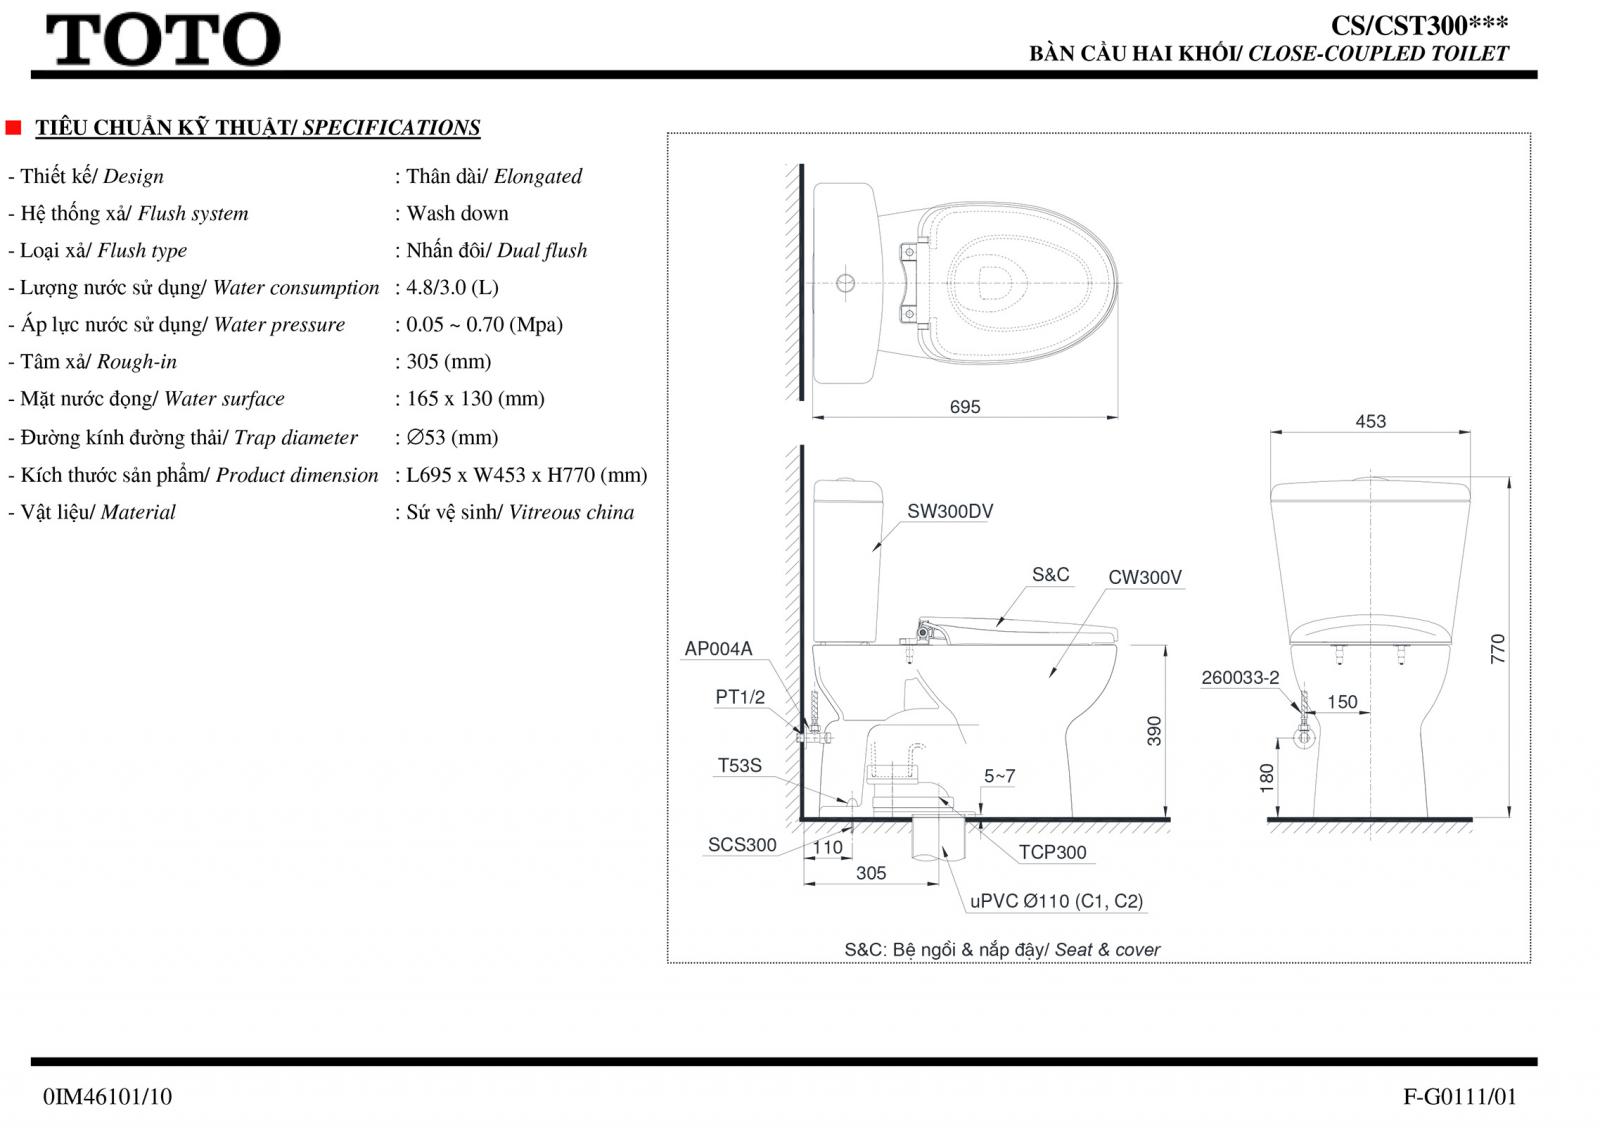 TOTO
CS/CST300***
BÀN CẦU HAI KHỐI/ CLOSE-COUPLED TOILET
TIÊU CHUẨN KỸ THUẬT/ SPECIFICATIONS
- Thiết kế/ Design : Thân dài/ Elongated
- Hệ thống xả/ Flush system : Wash down
- Loại xả/ Flush type : Nhấn đôi/ Dual flush
- Lượng nước sử dụng/ Water consumption : 4.8/3.0 (L)
- Áp lực nước sử dụng/ Water pressure : 0.05 ~ 0.70 (Mpa)
- Tâm xả/ Rough-in : 305 (mm)
- Mặt nước đọng/ Water surface : 165 x 130 (mm)
- Đường kính đường thải/ Trap diameter : Ø53 (mm)
- Kích thước sản phẩm/ Product dimension : L695 x W453 x H770 (mm)
- Vật liệu/ Material : Sứ vệ sinh/ Vitreous china
695
453
SW300DV
S&C
CW300V
AP004A
PT1/2
T53S
SCS300
110
305
5~7
TCP300
uPVC Ø110 (C1, C2)
390
260033-2
150
180
770
S&C: Bệ ngồi & nắp đậy/ Seat & cover
0IM46101/10
F-G0111/01